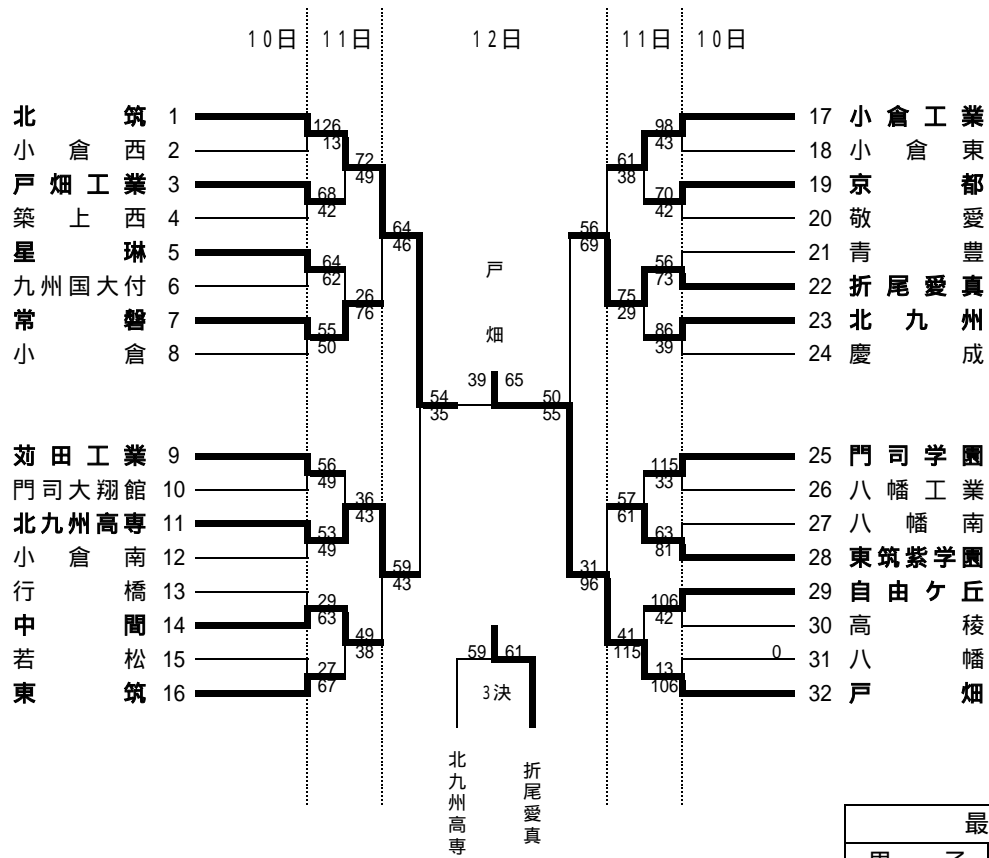 10日 11日 12日 11日 10日
北筑 1
小倉西 2
戸畑工業 3
築上西 4
星琳 5
九州国大付 6
常磐 7
小倉 8
苅田工業 9
門司大翔館 10
北九州高専 11
小倉南 12
行橋 13
中間 14
若松 15
東筑 16
126
13
68
42
64
62
55
50
56
49
53
49
29
63
27
67
72
49
26
76
36
43
49
38
64
46
59
43
54
35
戸畑
39 65
50
55
56
69
31
96
61
38
75
29
57
61
41
115
98
43
70
42
56
73
86
39
115
33
63
81
106
42
13
106
0
17 小倉工業
18 小倉東
19 京都
20 敬愛
21 青豊
22 折尾愛真
23 北九州
24 慶成
25 門司学園
26 八幡工業
27 八幡南
28 東筑紫学園
29 自由ケ丘
30 高稜
31 八幡
32 戸畑
59 61
3決
北九州高専
折尾愛真
最